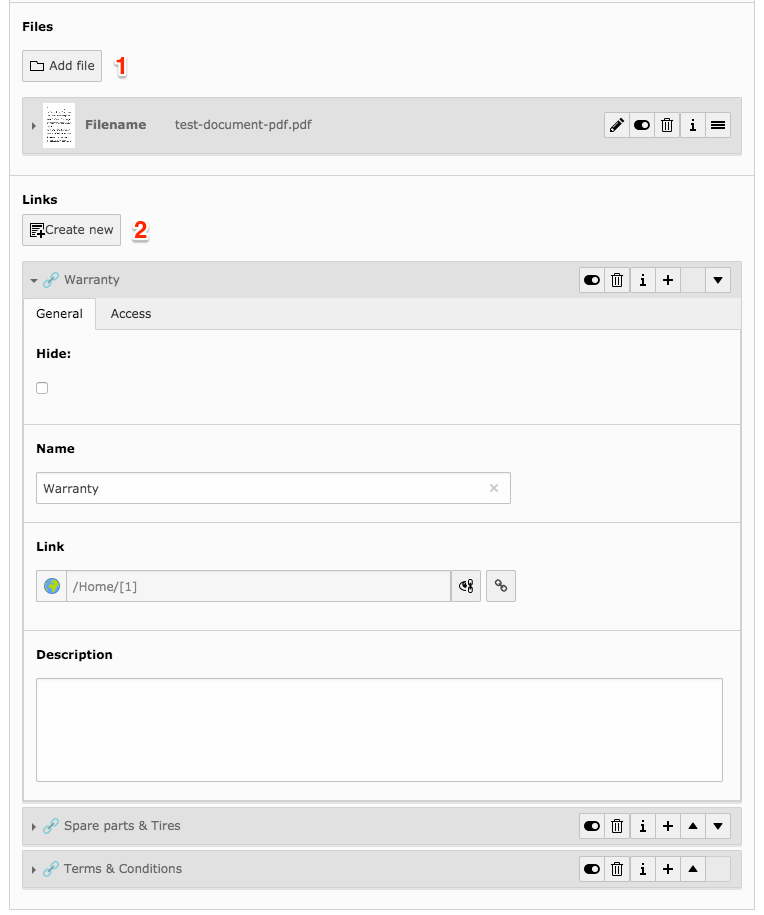 Files
Add file 1
Filename test-document-pdf.pdf
Links
Create new 2
Warranty
General Access
Hide:
Name
Warranty
Link
/Home/[1]
Description
Spare parts & Tires
Terms & Conditions